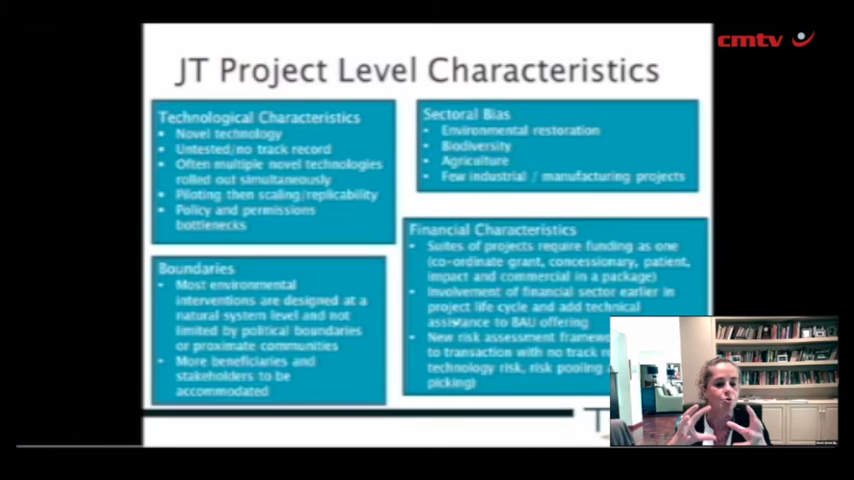 cmtv
JT Project Level Characteristics
Technological Characteristics
• Novel technology
• Untested/no track record
• Often multiple novel technologies
rolled out simultaneously
• Piloting then scaling/replicability
• Policy and permissions
bottlenecks
Sectoral Bias
• Environmental restoration
• Biodiversity
• Agriculture
• Few industrial / manufacturing projects
Boundaries
• Most environmental
interventions are designed at a
natural system level and not
limited by political boundaries
or proximate communities
• More beneficiaries and
stakeholders to be
accommodated
Financial Characteristics
• Suites of projects require funding as one
(co-ordinate grant, concessionary, patient,
impact and commercial in a package)
• Involvement of financial sector earlier in
project life cycle and add technical
assistance to BAU offering
• New risk assessment
to transaction with no track
technology risk, risk pooling
picking)